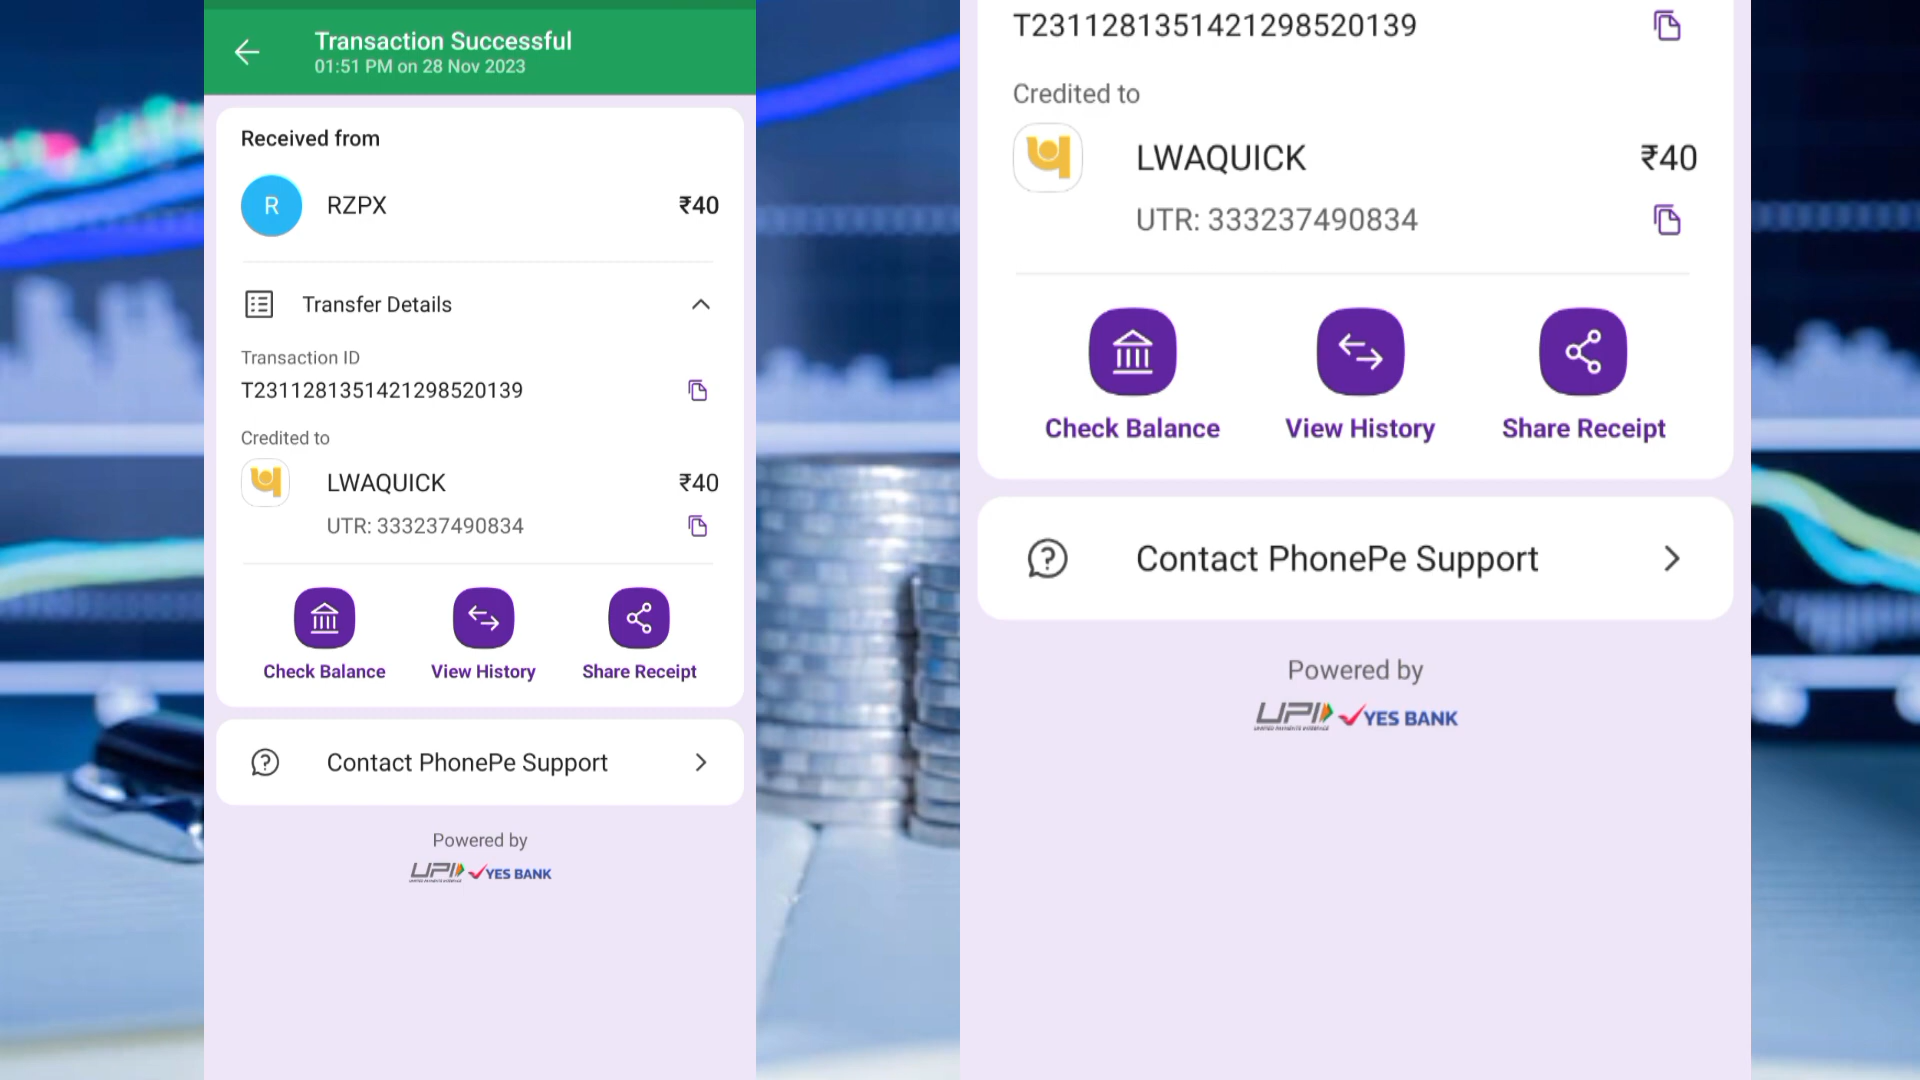 Transaction Successful
01:51 PM on 28 Nov 2023
Received from
R
RZPX
₹40
Transfer Details
Transaction ID
T2311281351421298520139
Credited to
LWAQUICK
₹40
UTR: 333237490834
Check Balance
View History
Share Receipt
Contact PhonePe Support
Powered by
UPI YES BANK
T2311281351421298520139
Credited to
LWAQUICK
₹40
UTR: 333237490834
Check Balance
View History
Share Receipt
Contact PhonePe Support
Powered by
UPI YES BANK
UNIFIED PAYMENTS INTERFACE